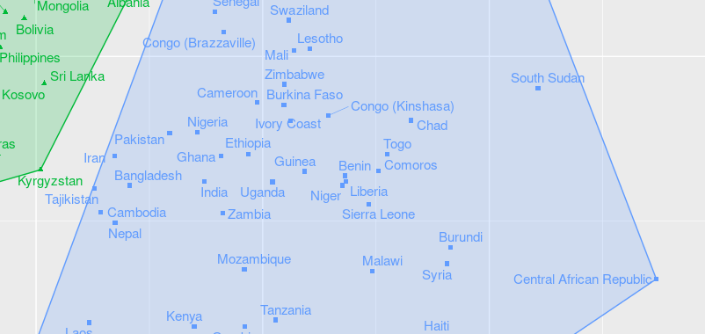 Mongolia
Albania
Senegal
Swaziland
Bolivia
Congo (Brazzaville)
Lesotho
Mali
Philippines
Sri Lanka
Zimbabwe
South Sudan
Kosovo
Cameroon
Burkina Faso
Congo (Kinshasa)
Nigeria
Ivory Coast
Chad
Pakistan
Ethiopia
Togo
Iran
Ghana
Guinea
Benin
Comoros
Kyrgyzstan
Bangladesh
India
Uganda
Niger
Liberia
Tajikistan
Cambodia
Zambia
Sierra Leone
Nepal
Burundi
Mozambique
Malawi
Syria
Central African Republic
Kenya
Tanzania
Haiti
Laos